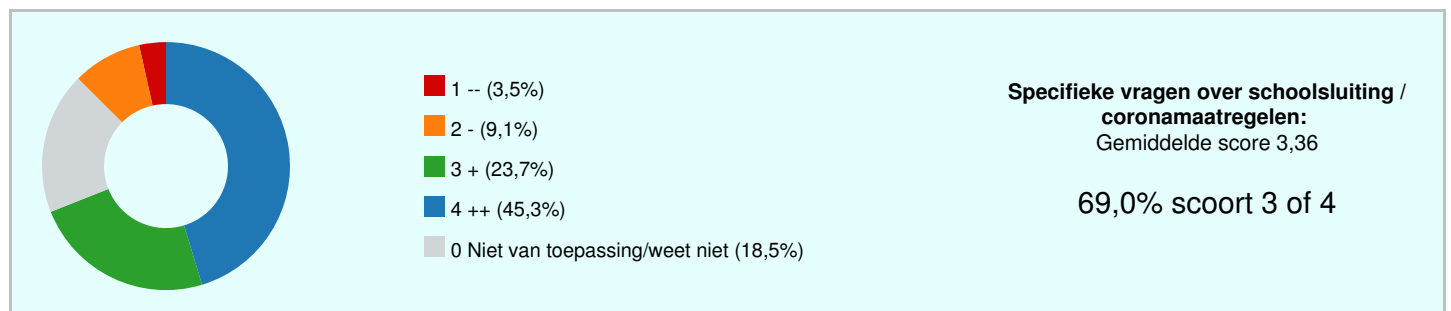 1 -- (3,5%)
2 - (9,1%)
3 + (23,7%)
4 ++ (45,3%)
0 Niet van toepassing/weet niet (18,5%)
Specifieke vragen over schoolsluiting /
coronamaatregelen:
Gemiddelde score 3,36
69,0% scoort 3 of 4